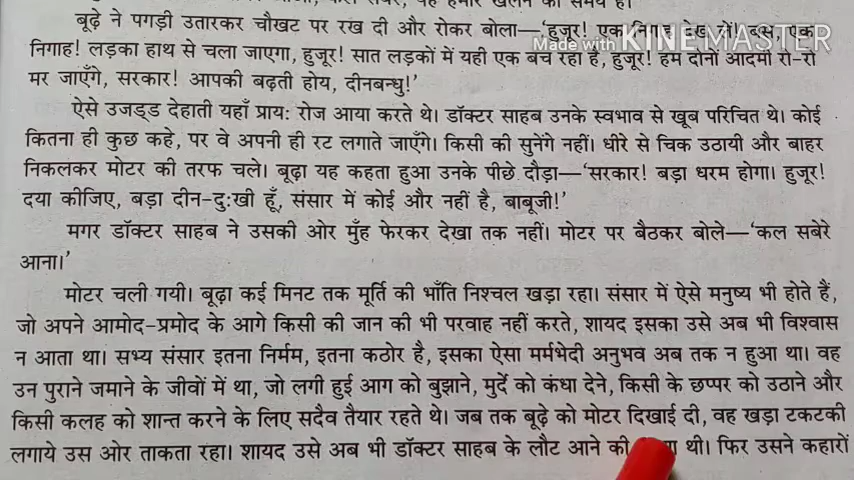 यह हमारे खेलने का समय है।
बूढ़े ने पगड़ी उतारकर चौखट पर रख दी और रोकर बोला—‘हुजूर! एक निगाह देख लें। बस, एक
Made with KINEMASTER
निगाह! लड़का हाथ से चला जाएगा, हुजूर! सात लड़कों में यही एक बच रहा है, हुजूर! हम दोनों आदमी रो-रो
मर जाएँगे, सरकार! आपकी बढ़ती होय, दीनबन्धु!’
ऐसे उजड्ड देहाती यहाँ प्रायः रोज आया करते थे। डॉक्टर साहब उनके स्वभाव से खूब परिचित थे। कोई
कितना ही कुछ कहे, पर वे अपनी ही रट लगाते जाएँगे। किसी की सुनेंगे नहीं। धीरे से चिक उठायी और बाहर
निकलकर मोटर की तरफ चले। बूढ़ा यह कहता हुआ उनके पीछे दौड़ा—‘सरकार! बड़ा धरम होगा। हुजूर!
दया कीजिए, बड़ा दीन-दुःखी हूँ, संसार में कोई और नहीं है, बाबूजी!’
मगर डॉक्टर साहब ने उसकी ओर मुँह फेरकर देखा तक नहीं। मोटर पर बैठकर बोले—‘कल सबेरे
आना।’
मोटर चली गयी। बूढ़ा कई मिनट तक मूर्ति की भाँति निश्चल खड़ा रहा। संसार में ऐसे मनुष्य भी होते हैं,
जो अपने आमोद-प्रमोद के आगे किसी की जान की भी परवाह नहीं करते, शायद इसका उसे अब भी विश्वास
न आता था। सभ्य संसार इतना निर्मम, इतना कठोर है, इसका ऐसा मर्मभेदी अनुभव अब तक न हुआ था। वह
उन पुराने जमाने के जीवों में था, जो लगी हुई आग को बुझाने, मुर्दे को कंधा देने, किसी के छप्पर को उठाने और
किसी कलह को शान्त करने के लिए सदैव तैयार रहते थे। जब तक बूढ़े को मोटर दिखाई दी, वह खड़ा टकटकी
लगाये उस ओर ताकता रहा। शायद उसे अब भी डॉक्टर साहब के लौट आने की थी। फिर उसने कहारों